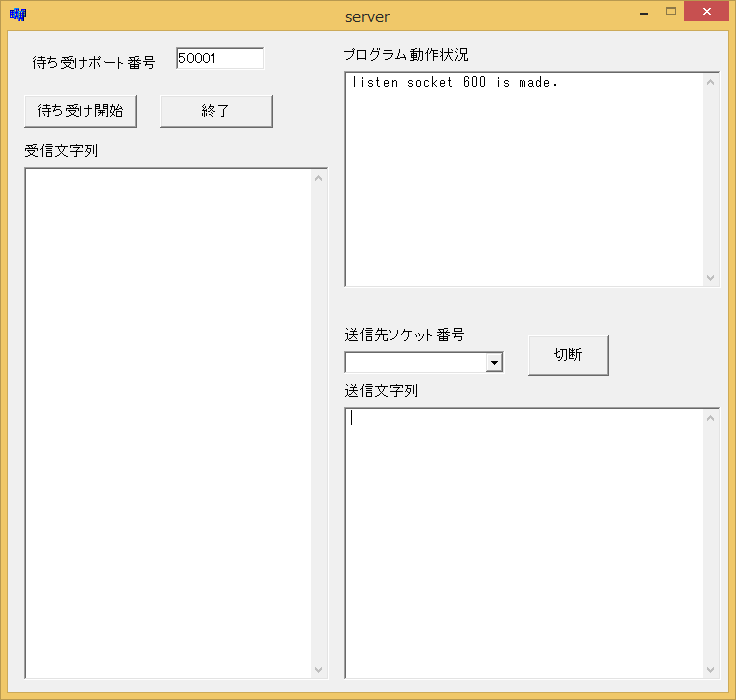 server
待ち受けポート番号
50001
待ち受け開始
終了
受信文字列
プログラム動作状況
listen socket 600 is made.
送信先ソケット番号
切断
送信文字列